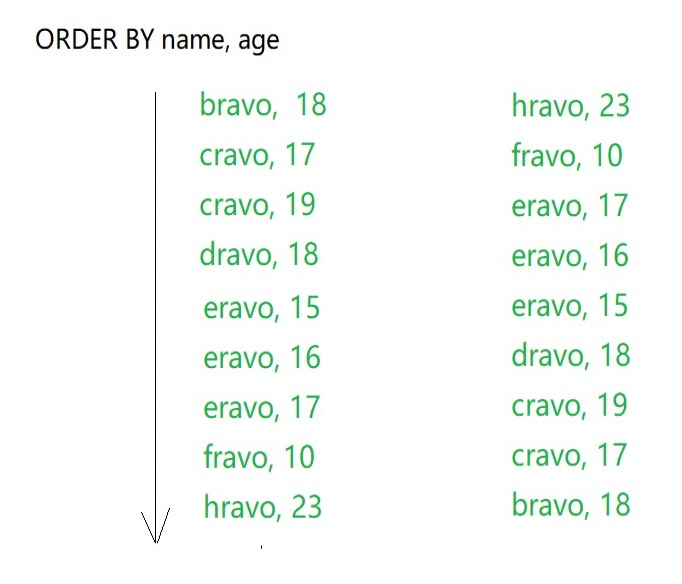 ORDER BY name, age
bravo, 18
cravo, 17
cravo, 19
dravo, 18
eravo, 15
eravo, 16
eravo, 17
fravo, 10
hravo, 23
hravo, 23
fravo, 10
eravo, 17
eravo, 16
eravo, 15
dravo, 18
cravo, 19
cravo, 17
bravo, 18